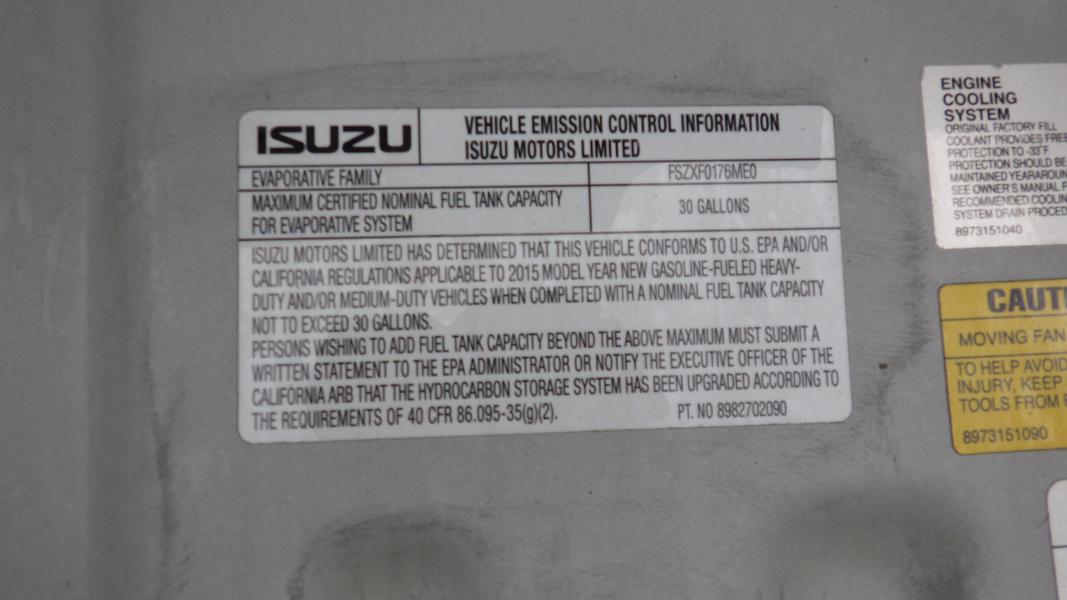 ISUZU
VEHICLE EMISSION CONTROL INFORMATION
ISUZU MOTORS LIMITED
EVAPORATIVE FAMILY
FSZXF0176ME0
MAXIMUM CERTIFIED NOMINAL FUEL TANK CAPACITY
FOR EVAPORATIVE SYSTEM
30 GALLONS
ISUZU MOTORS LIMITED HAS DETERMINED THAT THIS VEHICLE CONFORMS TO U.S. EPA AND/OR
CALIFORNIA REGULATIONS APPLICABLE TO 2015 MODEL YEAR NEW GASOLINE-FUELED HEAVY-
DUTY AND/OR MEDIUM-DUTY VEHICLES WHEN COMPLETED WITH A NOMINAL FUEL TANK CAPACITY
NOT TO EXCEED 30 GALLONS.
PERSONS WISHING TO ADD FUEL TANK CAPACITY BEYOND THE ABOVE MAXIMUM MUST SUBMIT A
WRITTEN STATEMENT TO THE EPA ADMINISTRATOR OR NOTIFY THE EXECUTIVE OFFICER OF THE
CALIFORNIA ARB THAT THE HYDROCARBON STORAGE SYSTEM HAS BEEN UPGRADED ACCORDING TO
THE REQUIREMENTS OF 40 CFR 86.095-35(g)(2).
PT. NO 8982702090
ENGINE
COOLING
SYSTEM
ORIGINAL FACTORY FILL
COOLANT PROVIDES FREE
PROTECTION TO -33°F.
PROTECTION SHOULD BE
MAINTAINED YEARAROUN
SEE OWNER'S MANUAL F
RECOMMENDED COOLIN
SYSTEM DRAIN PROCED
8973151040
CAUT
MOVING FAN
TO HELP AVOID
INJURY, KEEP
TOOLS FROM
8973151090